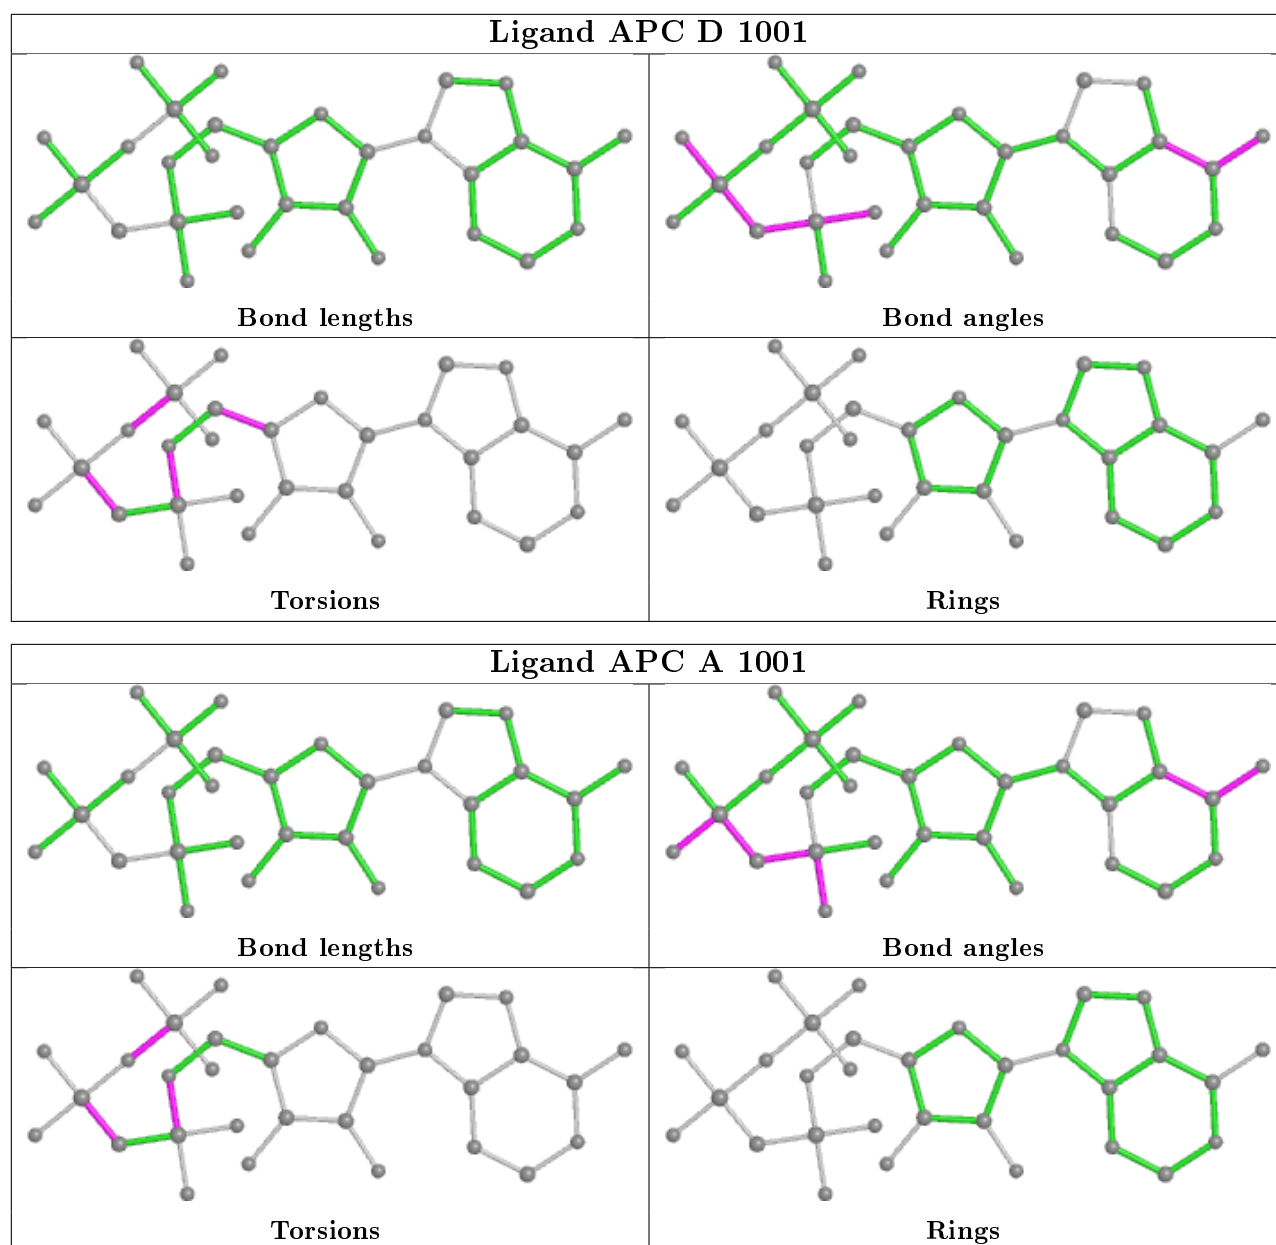 Ligand APC D 1001
Bond lengths
Bond angles
Torsions
Rings
Ligand APC A 1001
Bond lengths
Bond angles
Torsions
Rings